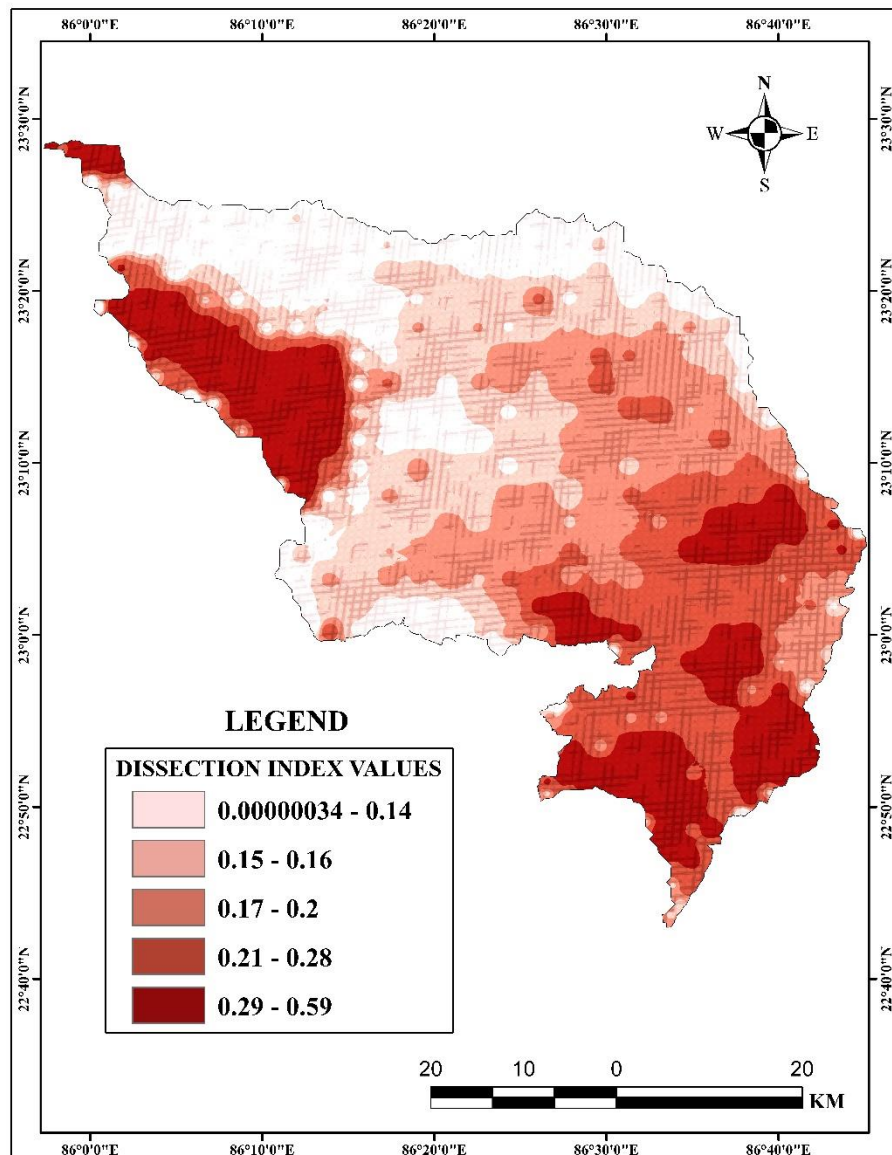 86°0'0"E 86°10'0"E 86°20'0"E 86°30'0"E 86°40'0"E
23°30'0"N 23°30'0"N
N
W E
S
23°20'0"N 23°20'0"N
23°10'0"N 23°10'0"N
23°0'0"N 23°0'0"N
LEGEND
DISSECTION INDEX VALUES
0.00000034 - 0.14
22°50'0"N 22°50'0"N
0.15 - 0.16
0.17 - 0.2
0.21 - 0.28
22°40'0"N 22°40'0"N
0.29 - 0.59
20 10 0 20
KM
86°0'0"E 86°10'0"E 86°20'0"E 86°30'0"E 86°40'0"E